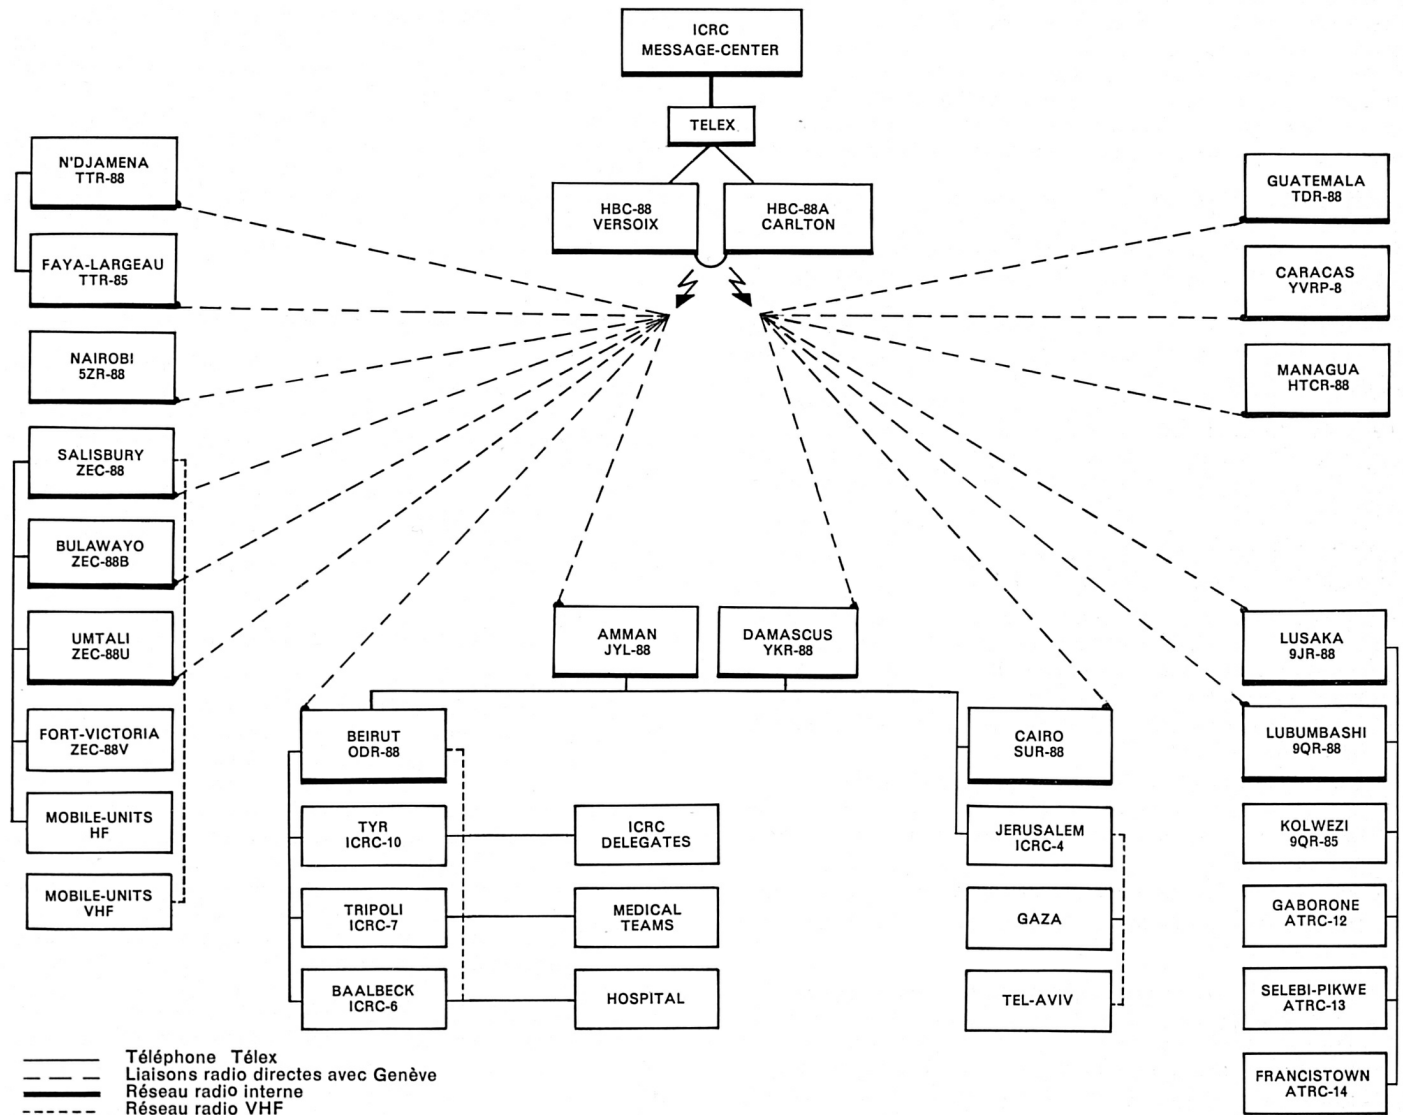 ICRC
MESSAGE-CENTER
TELEX
HBC-88
VERSOIX
HBC-88A
CARLTON
N'DJAMENA
TTR-88
FAYA-LARGEAU
TTR-85
NAIROBI
5ZR-88
SALISBURY
ZEC-88
BULAWAYO
ZEC-88B
UMTALI
ZEC-88U
FORT-VICTORIA
ZEC-88V
MOBILE-UNITS
HF
MOBILE-UNITS
VHF
GUATEMALA
TDR-88
CARACAS
YVRP-8
MANAGUA
HTCR-88
AMMAN
JYL-88
DAMASCUS
YKR-88
BEIRUT
ODR-88
TYR
ICRC-10
TRIPOLI
ICRC-7
BAALBECK
ICRC-6
ICRC
DELEGATES
MEDICAL
TEAMS
HOSPITAL
CAIRO
SUR-88
JERUSALEM
ICRC-4
GAZA
TEL-AVIV
LUSAKA
9JR-88
LUBUMBASHI
9QR-88
KOLWEZI
9QR-85
GABORONE
ATRC-12
SELEBI-PIKWE
ATRC-13
FRANCISTOWN
ATRC-14
Téléphone Télex
Liaisons radio directes avec Genève
Réseau radio interne
Réseau radio VHF